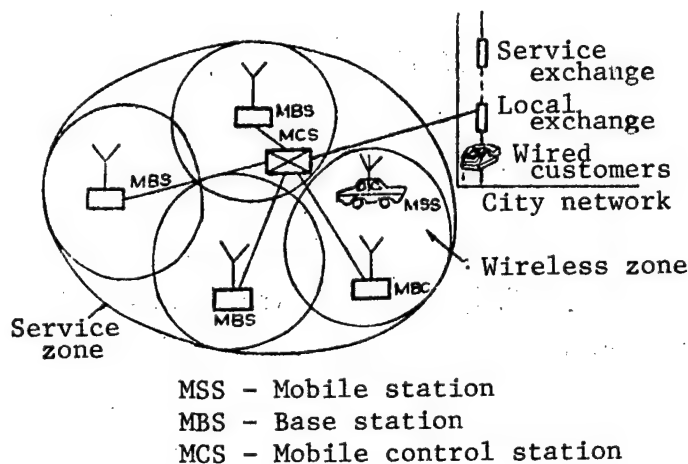 Service
exchange
Local
exchange
Wired
customers
City network
MBS
MCS
MBS
MSS
Wireless zone
MBS
MBC
Service
zone
MSS - Mobile station
MBS - Base station
MCS - Mobile control station